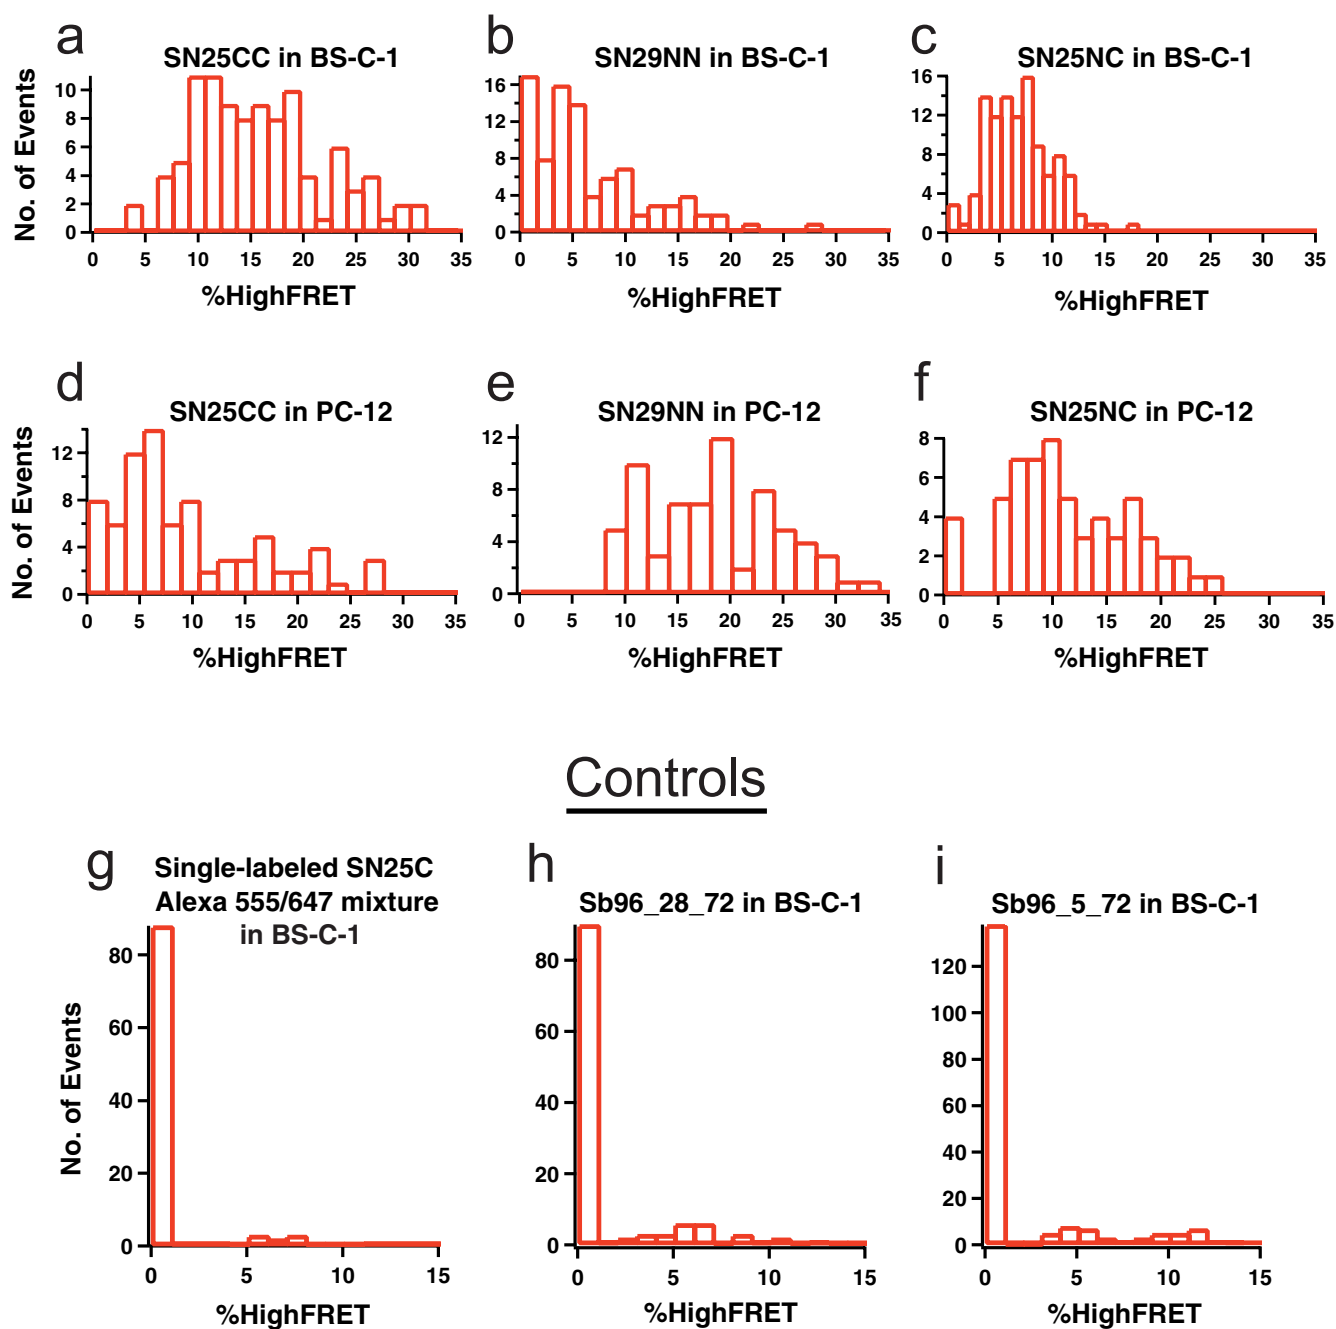 a
SN25CC in BS-C-1
No. of Events
10
8
6
4
2
0
0 5 10 15 20 25 30 35
%HighFRET
b
SN29NN in BS-C-1
16
12
8
4
0
0 5 10 15 20 25 30 35
%HighFRET
c
SN25NC in BS-C-1
16
12
8
4
0
0 5 10 15 20 25 30 35
%HighFRET
d
SN25CC in PC-12
No. of Events
12
8
4
0
0 5 10 15 20 25 30 35
%HighFRET
e
SN29NN in PC-12
12
8
4
0
0 5 10 15 20 25 30 35
%HighFRET
f
SN25NC in PC-12
8
6
4
2
0
0 5 10 15 20 25 30 35
%HighFRET
Controls
g
Single-labeled SN25C
Alexa 555/647 mixture
in BS-C-1
No. of Events
80
60
40
20
0
0 5 10 15
%HighFRET
h
Sb96_28_72 in BS-C-1
80
60
40
20
0
0 5 10 15
%HighFRET
i
Sb96_5_72 in BS-C-1
120
100
80
60
40
20
0
0 5 10 15
%HighFRET